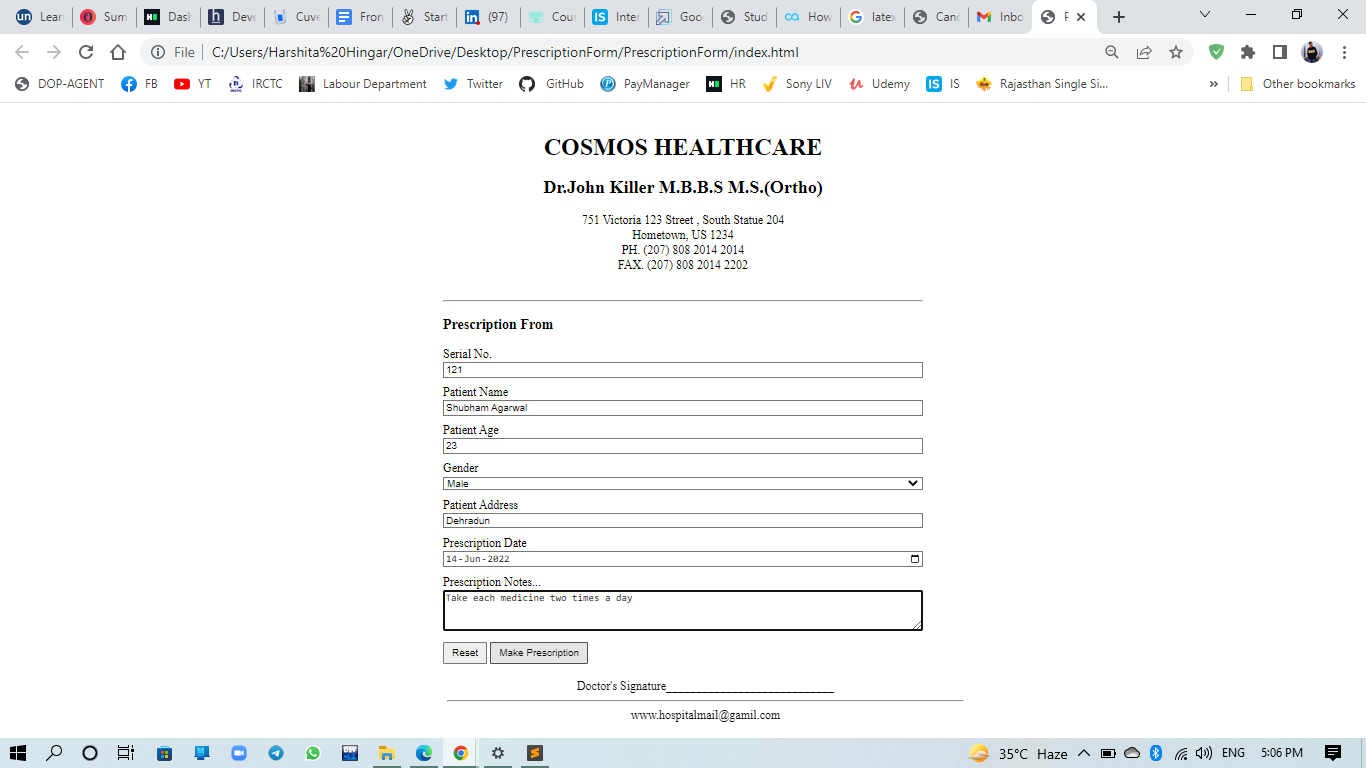 Learn
Sum
Dash
Deve
Cuve
Fron
Start
(97)
Cour
Inter
Goo
Stud
How
latex
Canc
Inbo
P
File
C:/Users/Harshita%20Hingar/OneDrive/Desktop/PrescriptionForm/PrescriptionForm/index.html
DOP-AGENT
FB
YT
IRCTC
Labour Department
Twitter
GitHub
PayManager
HR
Sony LIV
Udemy
IS
Rajasthan Single Si...
»
Other bookmarks
COSMOS HEALTHCARE
Dr.John Killer M.B.B.S M.S.(Ortho)
751 Victoria 123 Street , South Statue 204
Hometown, US 1234
PH. (207) 808 2014 2014
FAX. (207) 808 2014 2202
Prescription From
Serial No.
121
Patient Name
Shubham Agarwal
Patient Age
23
Gender
Male
Patient Address
Dehradun
Prescription Date
14-Jun-2022
Prescription Notes...
Take each medicine two times a day
Reset
Make Prescription
Doctor's Signature____________________________
www.hospitalmail@gamil.com
35°C Haze
ENG
5:06 PM